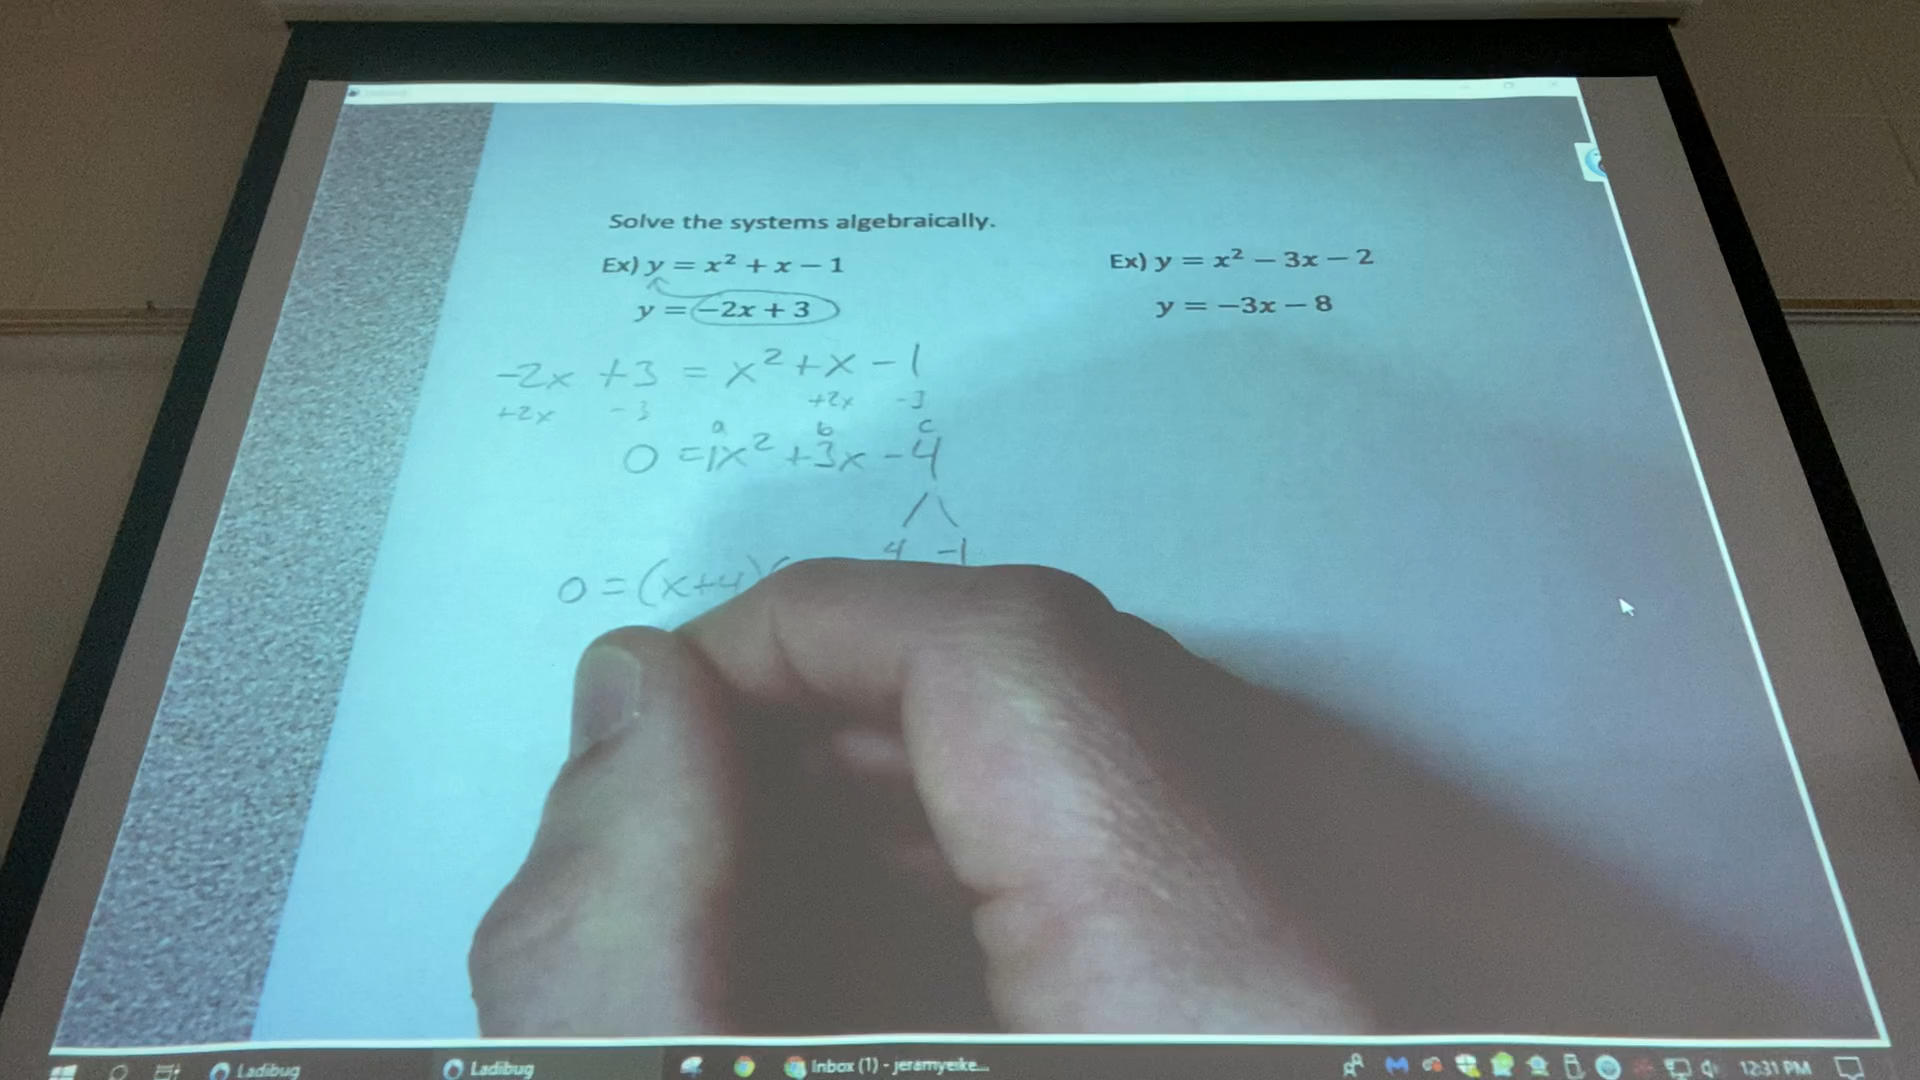 Solve the systems algebraically.
Ex) y = x² + x − 1
y = −2x + 3
-2x +3 = x² + x - 1
+2x -3 +2x -3
a b c
0 = 1x² + 3x - 4
4 -1
0 = (x+4)(
Ex) y = x² − 3x − 2
y = −3x − 8
Ladibug
Ladibug
Inbox (1) - jeramyeike...
12:31 PM